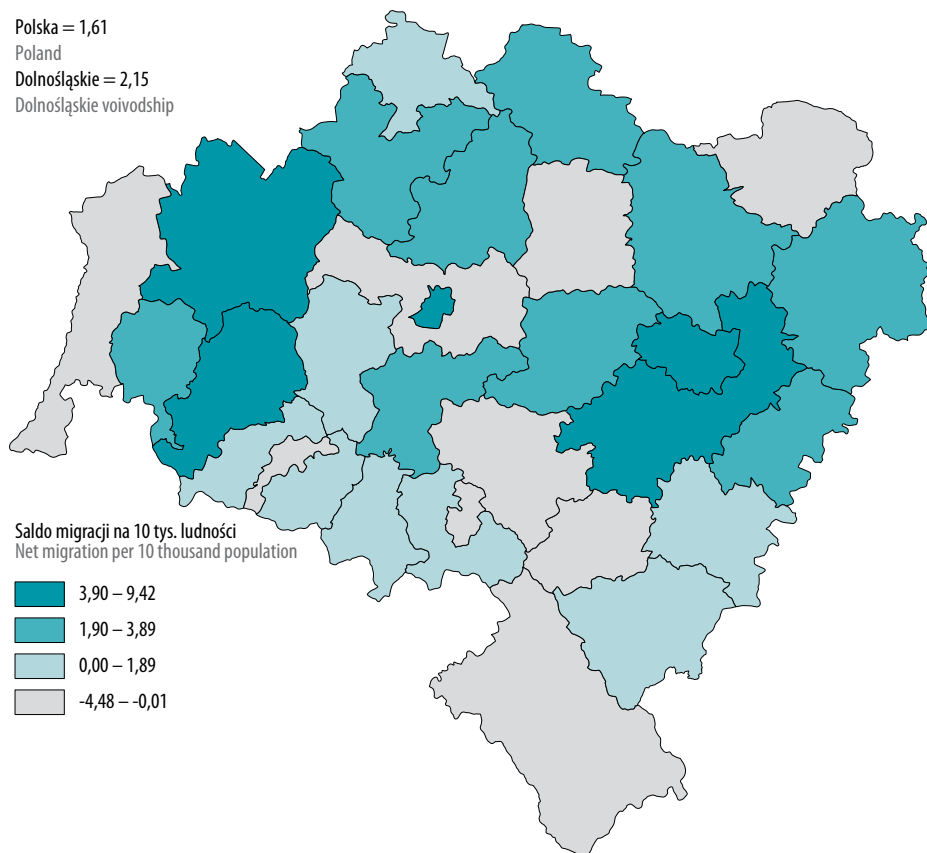 Polska = 1,61
Poland
Dolnośląskie = 2,15
Dolnośląskie voivodship
Saldo migracji na 10 tys. ludności
Net migration per 10 thousand population
3,90 – 9,42
1,90 – 3,89
0,00 – 1,89
-4,48 – -0,01